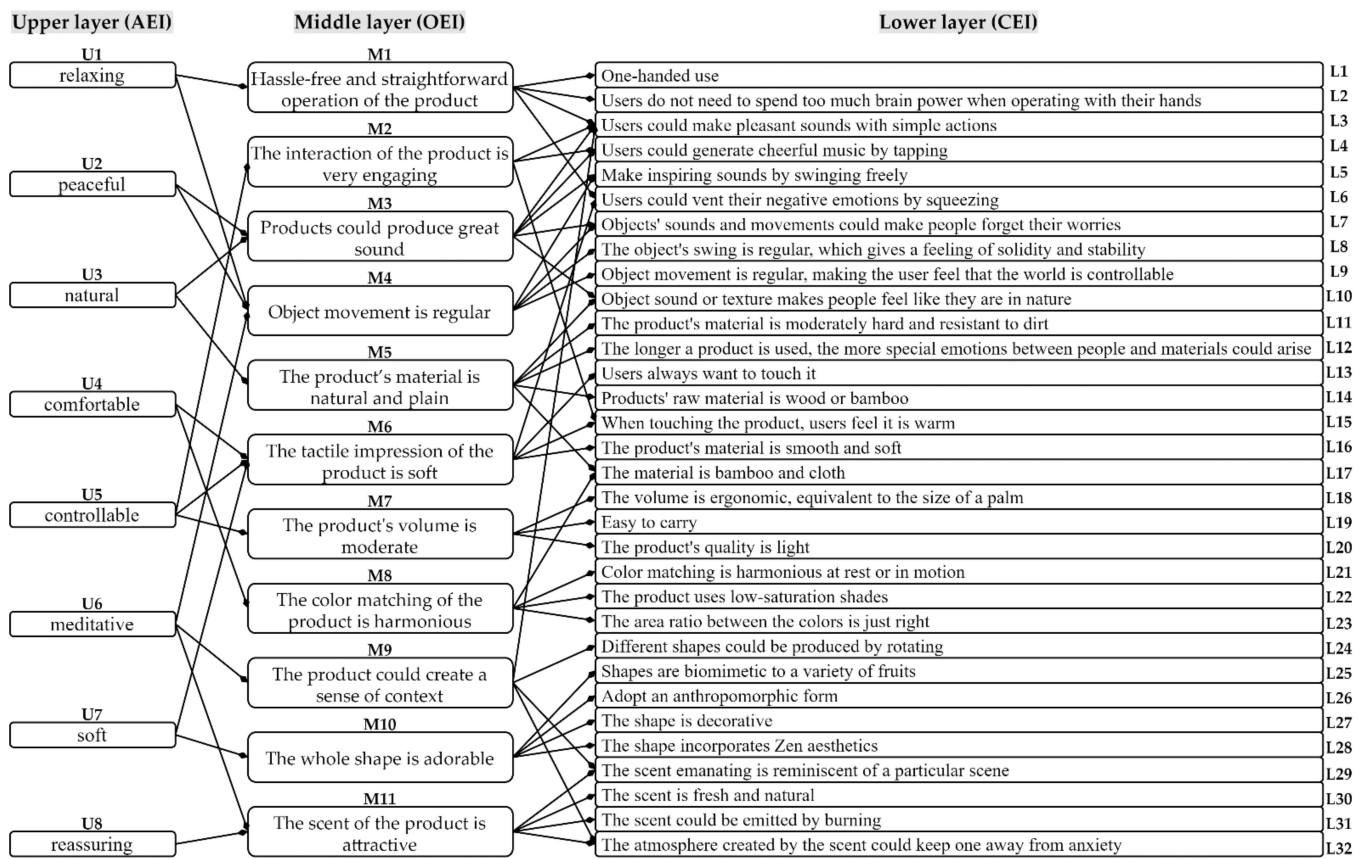 Upper layer (AEI)
Middle layer (OEI)
Lower layer (CEI)
U1
relaxing
U2
peaceful
U3
natural
U4
comfortable
U5
controllable
U6
meditative
U7
soft
U8
reassuring
M1
Hassle-free and straightforward
operation of the product
M2
The interaction of the product is
very engaging
M3
Products could produce great
sound
M4
Object movement is regular
M5
The product's material is
natural and plain
M6
The tactile impression of the
product is soft
M7
The product's volume is
moderate
M8
The color matching of the
product is harmonious
M9
The product could create a
sense of context
M10
The whole shape is adorable
M11
The scent of the product is
attractive
One-handed use L1
Users do not need to spend too much brain power when operating with their hands L2
Users could make pleasant sounds with simple actions L3
Users could generate cheerful music by tapping L4
Make inspiring sounds by swinging freely L5
Users could vent their negative emotions by squeezing L6
Objects' sounds and movements could make people forget their worries L7
The object's swing is regular, which gives a feeling of solidity and stability L8
Object movement is regular, making the user feel that the world is controllable L9
Object sound or texture makes people feel like they are in nature L10
The product's material is moderately hard and resistant to dirt L11
The longer a product is used, the more special emotions between people and materials could arise L12
Users always want to touch it L13
Products' raw material is wood or bamboo L14
When touching the product, users feel it is warm L15
The product's material is smooth and soft L16
The material is bamboo and cloth L17
The volume is ergonomic, equivalent to the size of a palm L18
Easy to carry L19
The product's quality is light L20
Color matching is harmonious at rest or in motion L21
The product uses low-saturation shades L22
The area ratio between the colors is just right L23
Different shapes could be produced by rotating L24
Shapes are biomimetic to a variety of fruits L25
Adopt an anthropomorphic form L26
The shape is decorative L27
The shape incorporates Zen aesthetics L28
The scent emanating is reminiscent of a particular scene L29
The scent is fresh and natural L30
The scent could be emitted by burning L31
The atmosphere created by the scent could keep one away from anxiety L32